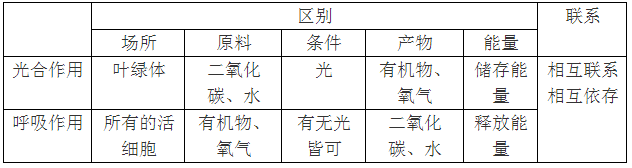 区别 联系
场所 原料 条件 产物 能量
光合作用 叶绿体 二氧化碳、水 光 有机物、氧气 储存能量 相互联系相互依存
呼吸作用 所有的活细胞 有机物、氧气 有无光皆可 二氧化碳、水 释放能量